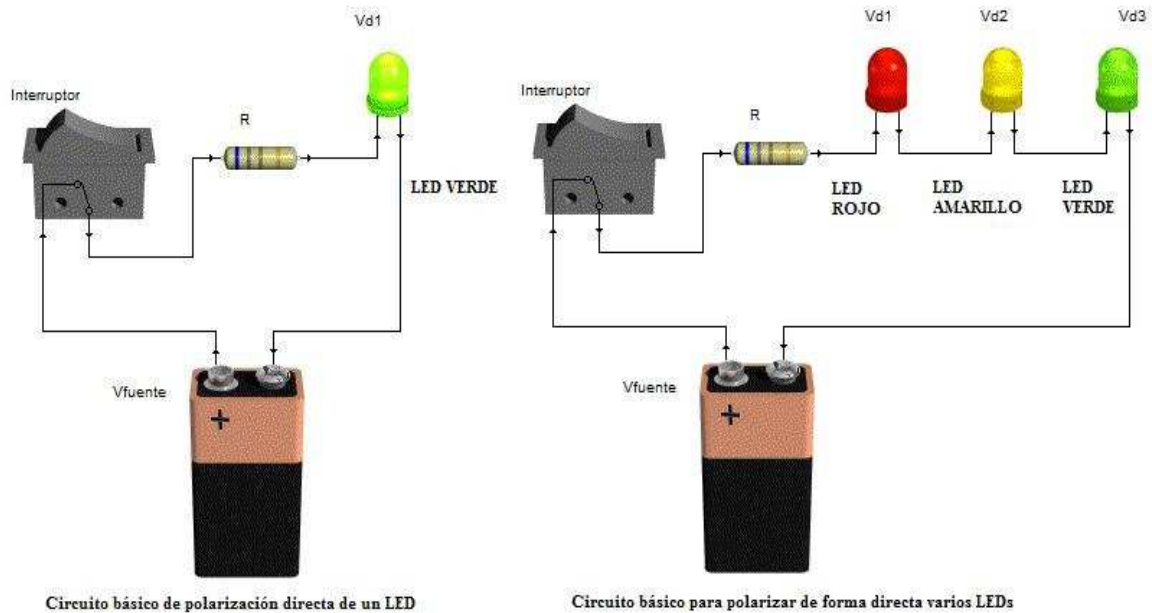 Vd1
Interruptor
R
LED VERDE
Vfuente
+
Circuito básico de polarización directa de un LED
Vd1
Vd2
Vd3
Interruptor
R
LED
ROJO
LED
AMARILLO
LED
VERDE
Vfuente
+
Circuito básico para polarizar de forma directa varios LEDs